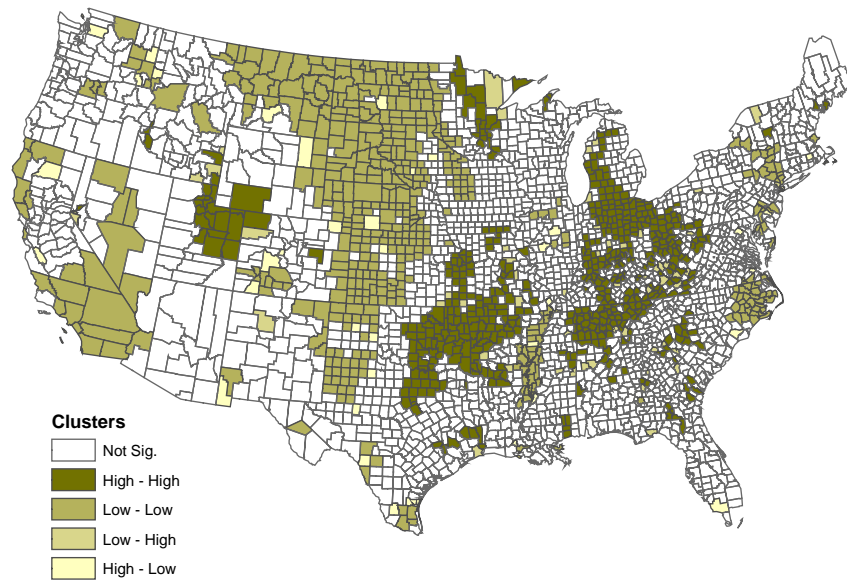 Clusters
Not Sig.
High - High
Low - Low
Low - High
High - Low